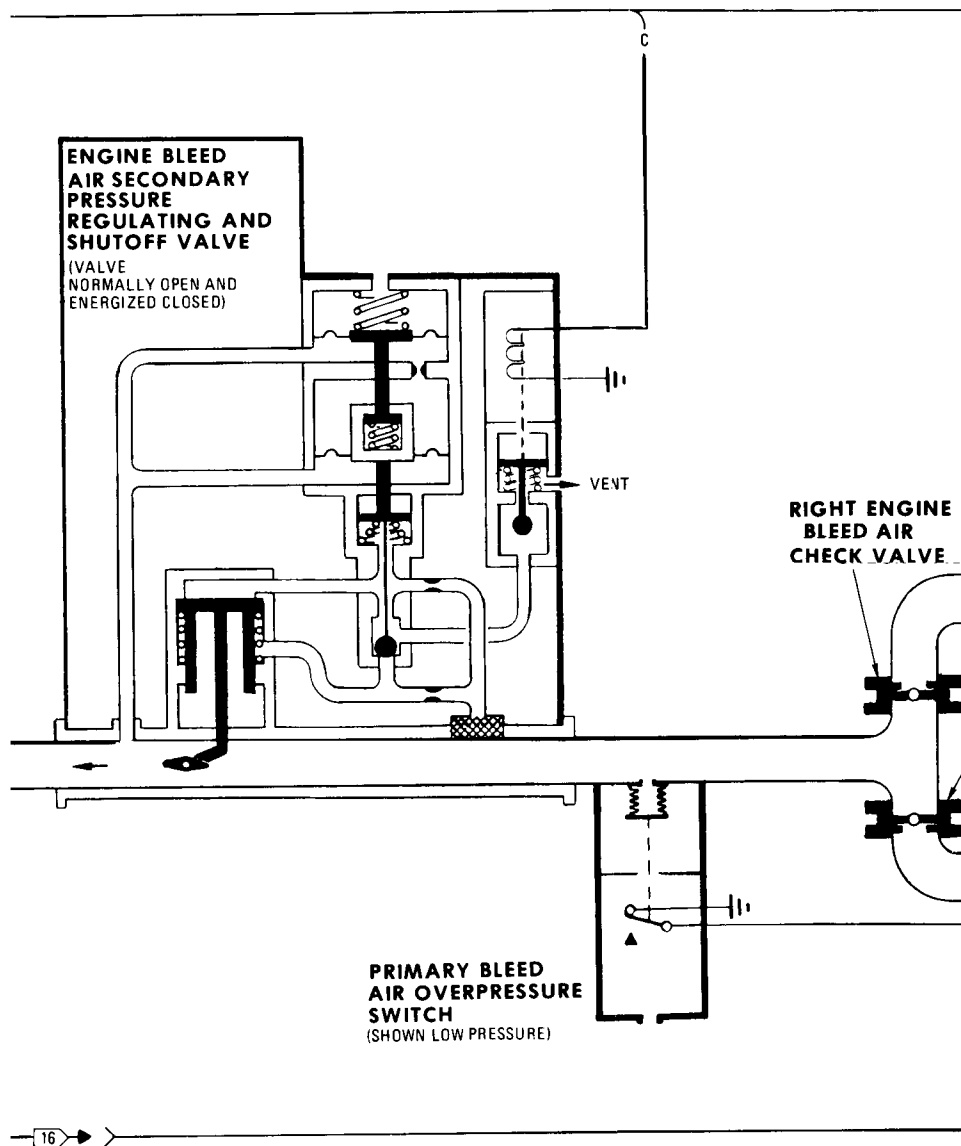 C
ENGINE BLEED
AIR SECONDARY
PRESSURE
REGULATING AND
SHUTOFF VALVE
(VALVE
NORMALLY OPEN AND
ENERGIZED CLOSED)
VENT
RIGHT ENGINE
BLEED AIR
CHECK VALVE
PRIMARY BLEED
AIR OVERPRESSURE
SWITCH
(SHOWN LOW PRESSURE)
16